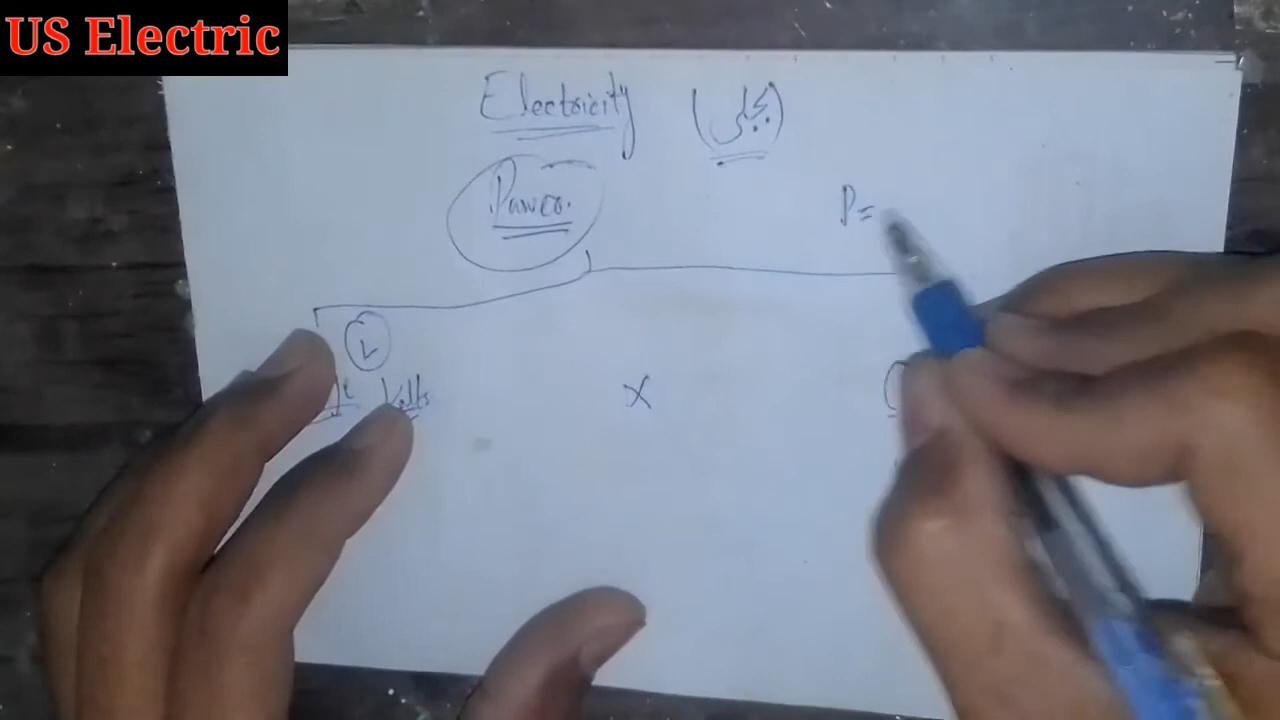 US Electric
Electricity (بجلی)
Power.
P=
V
Volts X